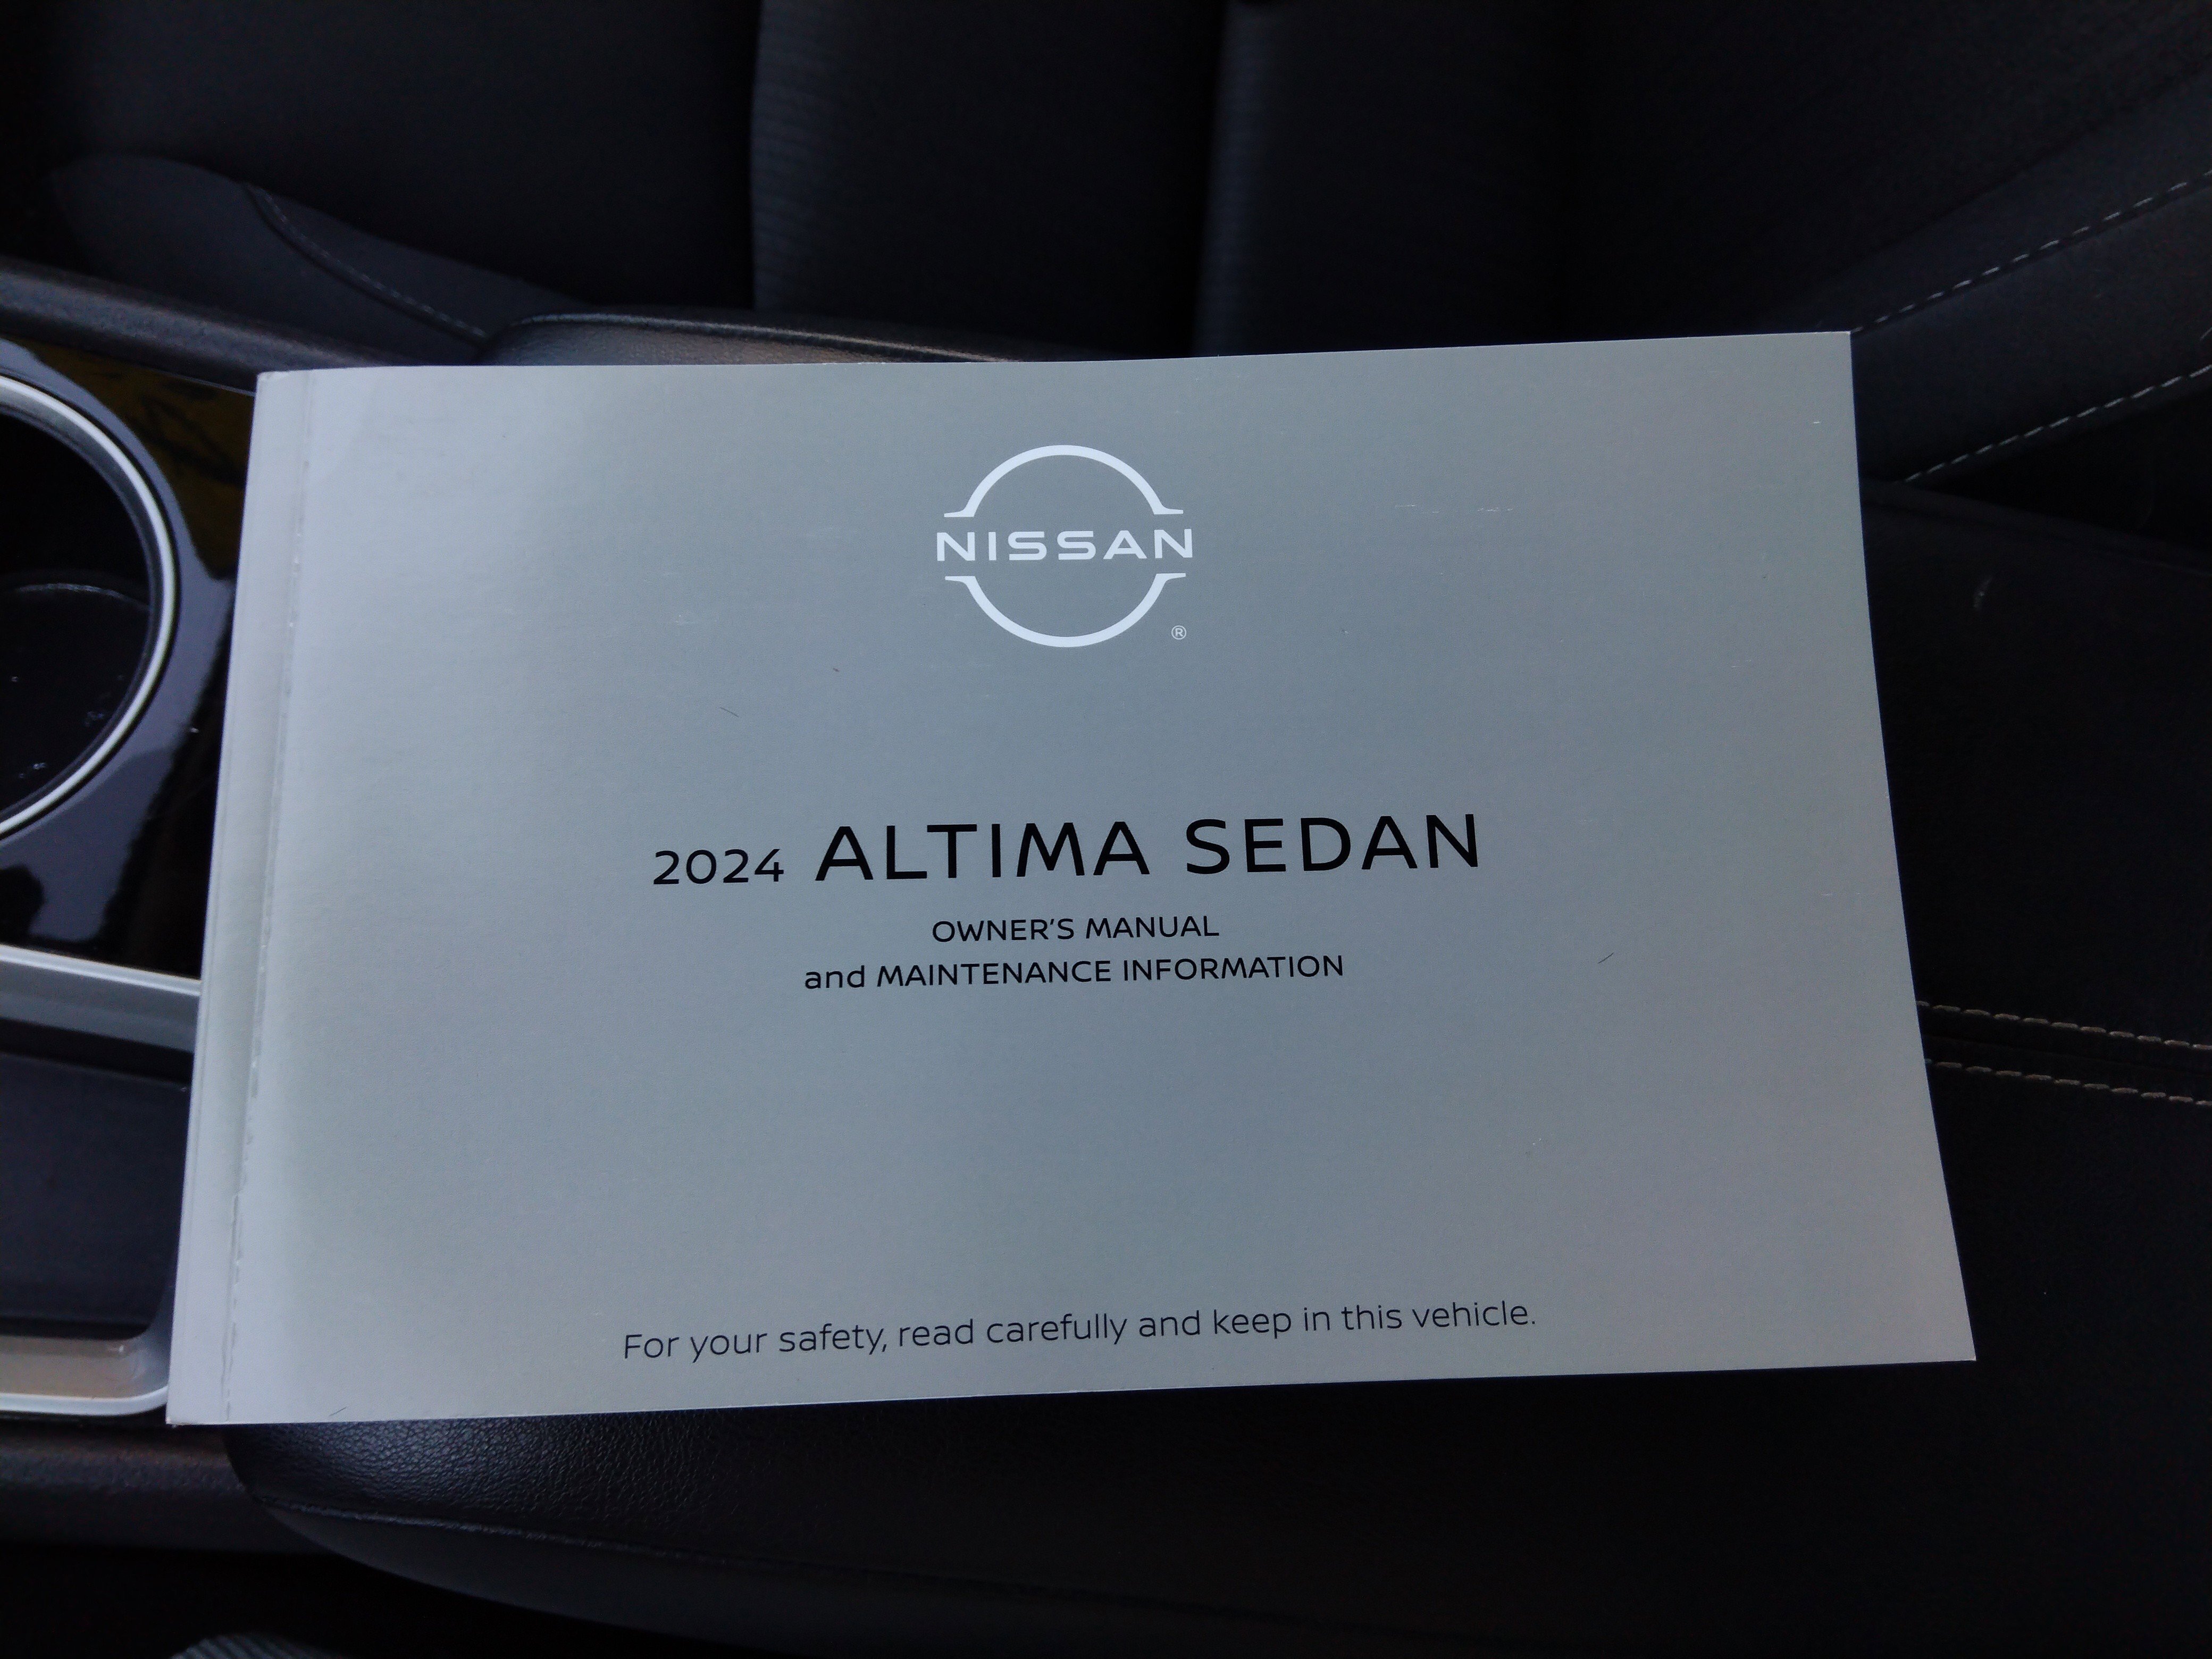 NISSAN
®
2024 ALTIMA SEDAN
OWNER'S MANUAL
and MAINTENANCE INFORMATION
For your safety, read carefully and keep in this vehicle.